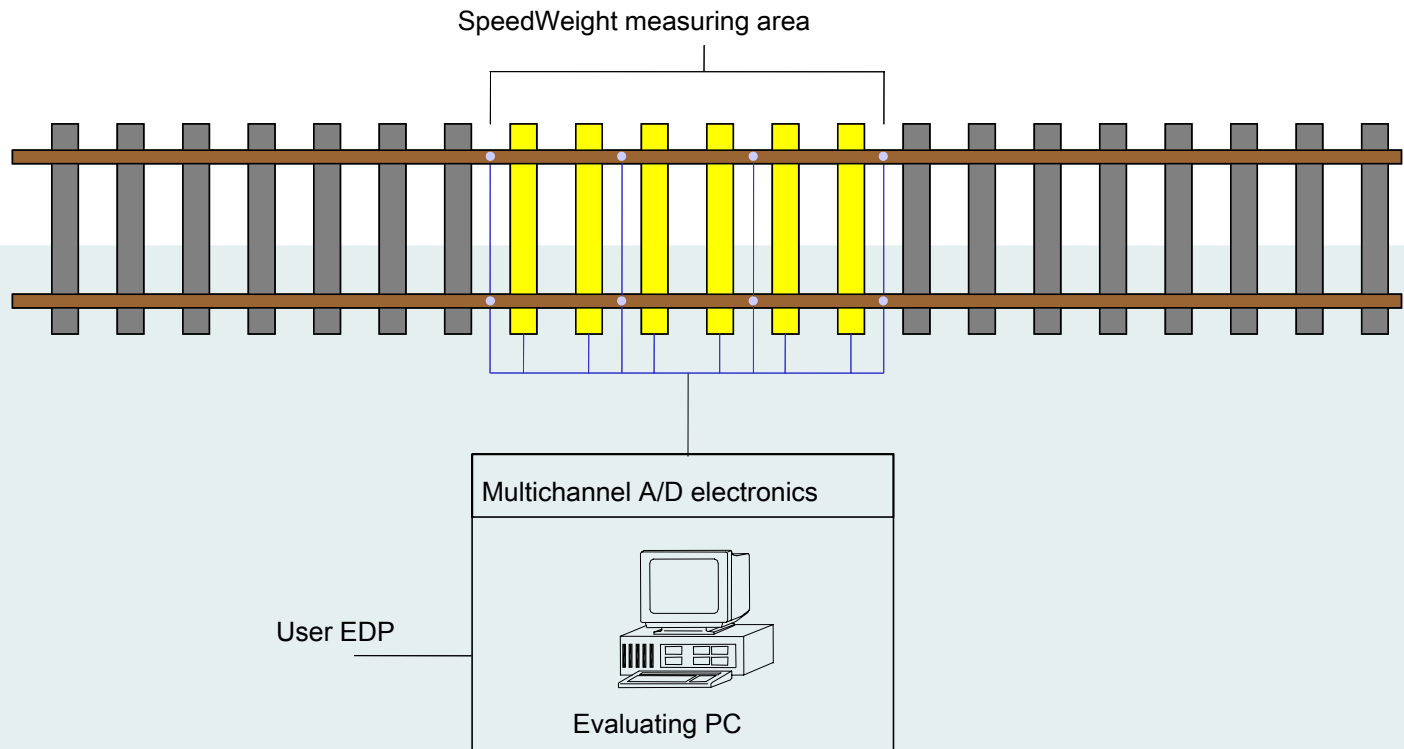 SpeedWeight measuring area
Multichannel A/D electronics
User EDP
Evaluating PC